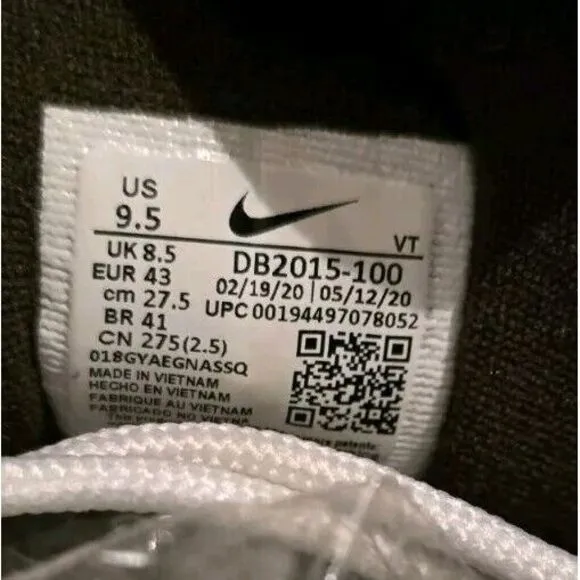 US
9.5
VT
UK 8.5
DB2015-100
EUR 43
02/19/20 | 05/12/20
cm 27.5
UPC 00194497078052
BR 41
CN 275(2.5)
018GYAEGNASSQ
MADE IN VIETNAM
HECHO EN VIETNAM
FABRIQUE AU VIETNAM
FABRICADO NO VIETNAM